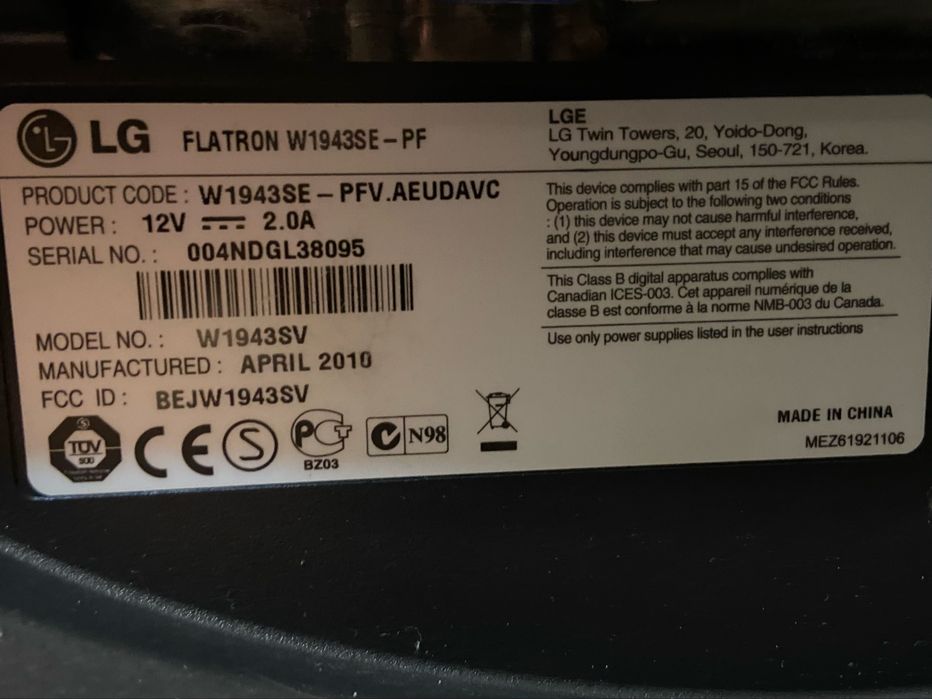 LG FLATRON W1943SE-PF
PRODUCT CODE : W1943SE-PFV.AEUDAVC
POWER : 12V 2.0A
SERIAL NO. : 004NDGL38095
MODEL NO. : W1943SV
MANUFACTURED : APRIL 2010
FCC ID : BEJW1943SV
TÜV
SÜD
CE
S
PCT
BZ03
N98
LGE
LG Twin Towers, 20, Yoido-Dong,
Youngdungpo-Gu, Seoul, 150-721, Korea.
This device complies with part 15 of the FCC Rules.
Operation is subject to the following two conditions
: (1) this device may not cause harmful interference,
and (2) this device must accept any interference received,
including interference that may cause undesired operation.
This Class B digital apparatus complies with
Canadian ICES-003. Cet appareil numérique de la
classe B est conforme à la norme NMB-003 du Canada.
Use only power supplies listed in the user instructions
MADE IN CHINA
MEZ61921106